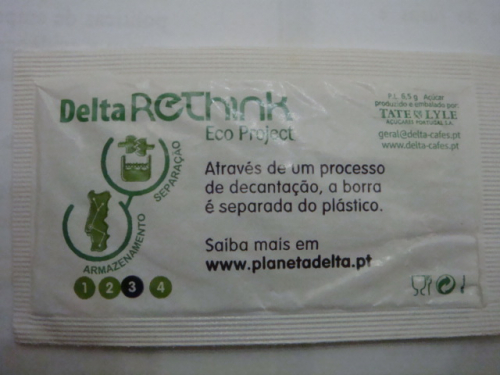 Delta ReThink
Eco Project
P.L. 6,5 g Açúcar
produzido e embalado por:
TATE & LYLE
AÇÚCARES PORTUGAL, S.A.
geral@delta-cafes.pt
www.delta-cafes.pt
SEPARAÇÃO
ARMAZENAMENTO
Através de um processo
de decantação, a borra
é separada do plástico.
Saiba mais em
www.planetadelta.pt
1 2 3 4